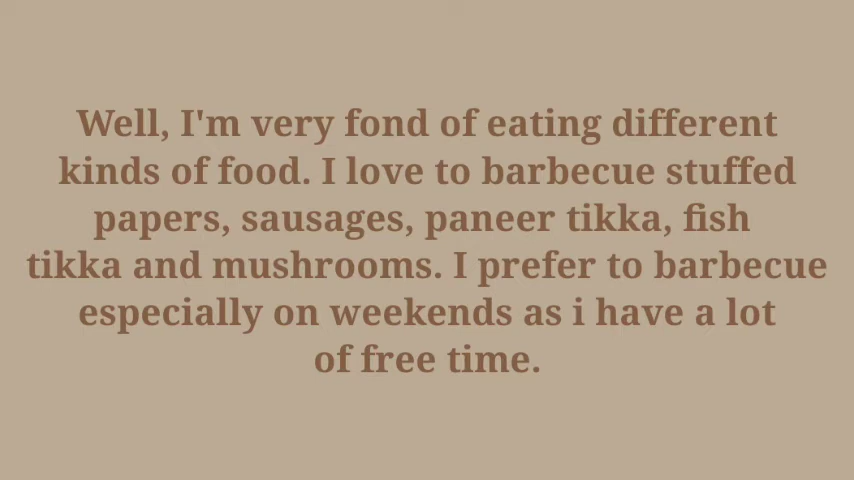 Well, I'm very fond of eating different
kinds of food. I love to barbecue stuffed
papers, sausages, paneer tikka, fish
tikka and mushrooms. I prefer to barbecue
especially on weekends as i have a lot
of free time.